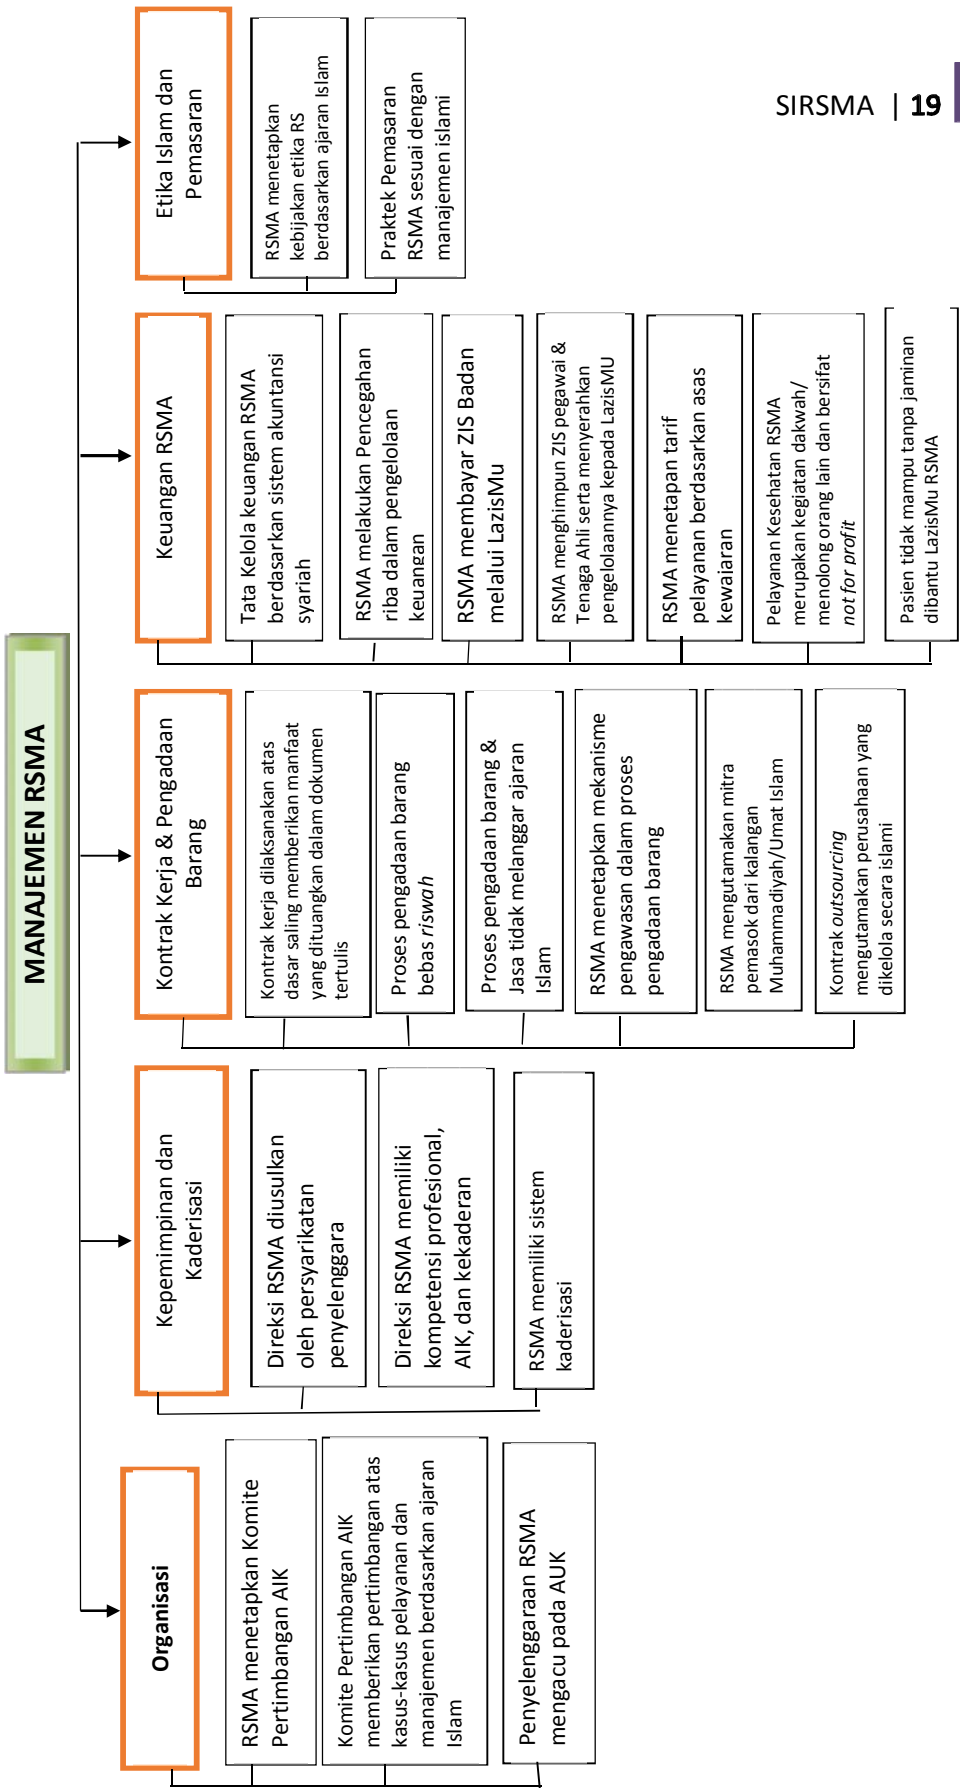 SIRSMA | 19
MANAJEMEN RSMA
Organisasi
RSMA menetapkan Komite
Pertimbangan AIK
Komite Pertimbangan AIK
memberikan pertimbangan atas
kasus-kasus pelayanan dan
manajemen berdasarkan ajaran
Islam
Penyelenggaraan RSMA
mengacu pada AUK
Kepemimpinan dan
Kaderisasi
Direksi RSMA diusulkan
oleh persyarikatan
penyelenggara
Direksi RSMA memiliki
kompetensi profesional,
AIK, dan kekaderan
RSMA memiliki sistem
kaderisasi
Kontrak Kerja & Pengadaan
Barang
Kontrak kerja dilaksanakan atas
dasar saling memberikan manfaat
yang dituangkan dalam dokumen
tertulis
Proses pengadaan barang
bebas riswah
Proses pengadaan barang &
Jasa tidak melanggar ajaran
Islam
RSMA menetapkan mekanisme
pengawasan dalam proses
pengadaan barang
RSMA mengutamakan mitra
pemasok dari kalangan
Muhammadiyah/Umat Islam
Kontrak outsourcing
mengutamakan perusahaan yang
dikelola secara islami
Keuangan RSMA
Tata Kelola keuangan RSMA
berdasarkan sistem akuntansi
syariah
RSMA melakukan Pencegahan
riba dalam pengelolaan
keuangan
RSMA membayar ZIS Badan
melalui LazisMu
RSMA menghimpun ZIS pegawai &
Tenaga Ahli serta menyerahkan
pengelolaannya kepada LazisMU
RSMA menetapan tarif
pelayanan berdasarkan asas
kewaiaran
Pelayanan Kesehatan RSMA
merupakan kegiatan dakwah/
menolong orang lain dan bersifat
not for profit
Pasien tidak mampu tanpa jaminan
dibantu LazisMu RSMA
Etika Islam dan
Pemasaran
RSMA menetapkan
kebijakan etika RS
berdasarkan ajaran Islam
Praktek Pemasaran
RSMA sesuai dengan
manajemen islami